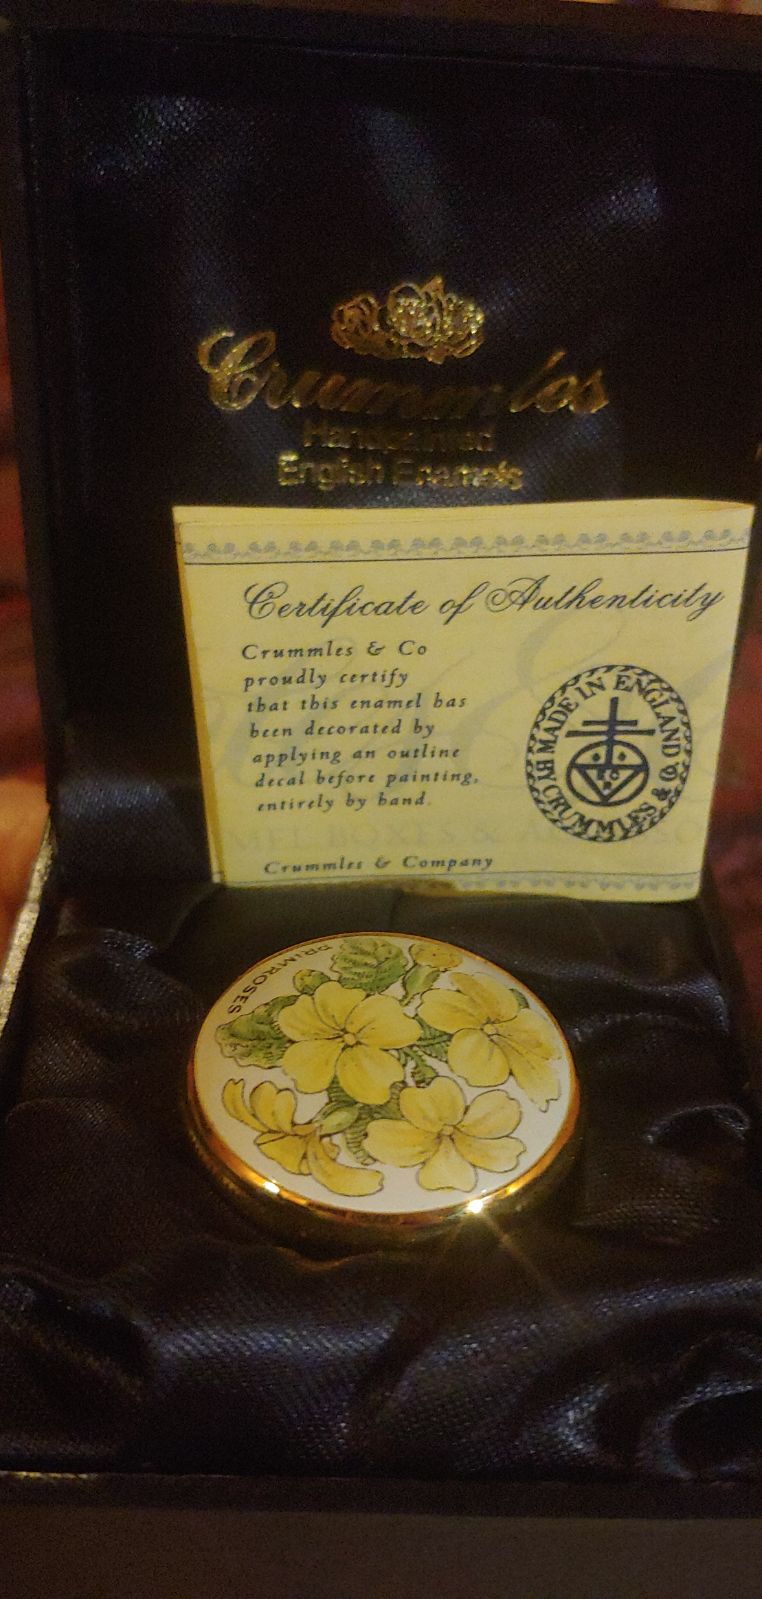 Crummles
Handpainted
English Enamels
Certificate of Authenticity
Crummles & Co
proudly certify
that this enamel has
been decorated by
applying an outline
decal before painting,
entirely by hand.
Crummles & Company
MADE IN ENGLAND
BY CRUMMLES &
PRIMROSES